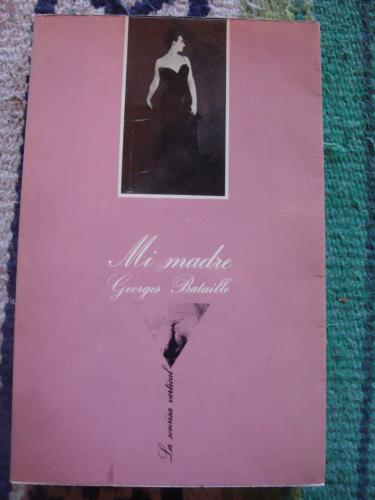 Mi madre
Georges Bataille
La sonrisa vertical